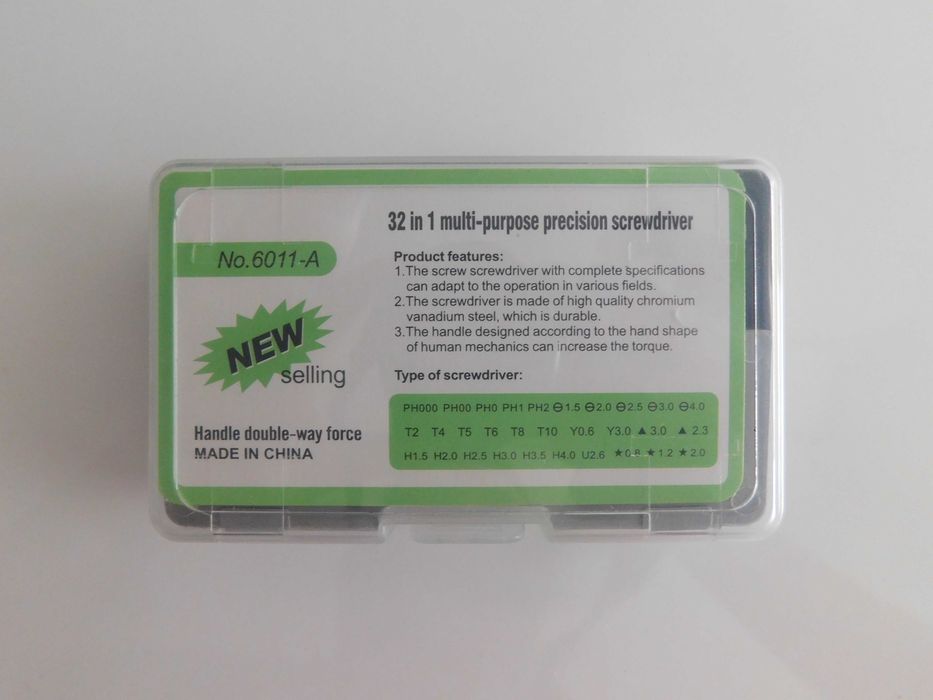 32 in 1 multi-purpose precision screwdriver
No.6011-A
Product features:
1.The screw screwdriver with complete specifications
can adapt to the operation in various fields.
2.The screwdriver is made of high quality chromium
vanadium steel, which is durable.
3.The handle designed according to the hand shape
of human mechanics can increase the torque.
NEW
selling
Type of screwdriver:
PH000 PH00 PH0 PH1 PH2 ⊖1.5 ⊖2.0 ⊖2.5 ⊖3.0 ⊖4.0
T2 T4 T5 T6 T8 T10 Y0.6 Y3.0 ▲3.0 ▲2.3
H1.5 H2.0 H2.5 H3.0 H3.5 H4.0 U2.6 ★0.8 ★1.2 ★2.0
Handle double-way force
MADE IN CHINA